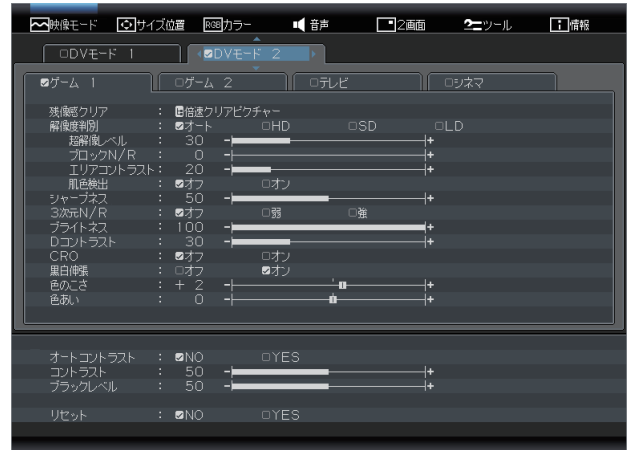 映像モード サイズ位置 RGBカラー 音声 2画面 ツール 情報
□DVモード 1 ☑DVモード 2
☑ゲーム 1 □ゲーム 2 □テレビ □シネマ
残像感クリア : 倍速クリアピクチャー
解像度判別 : ☑オート □HD □SD □LD
超解像レベル : 30 - +
ブロックN/R : 0 - +
エリアコントラスト : 20 - +
肌色検出 : ☑オフ □オン
シャープネス : 50 - +
3次元N/R : ☑オフ □弱 □強
ブライトネス : 100 - +
Dコントラスト : 30 - +
CRO : ☑オフ □オン
黒白伸張 : □オフ ☑オン
色のこさ : + 2 - +
色あい : 0 - +
オートコントラスト : ☑NO □YES
コントラスト : 50 - +
ブラックレベル : 50 - +
リセット : ☑NO □YES